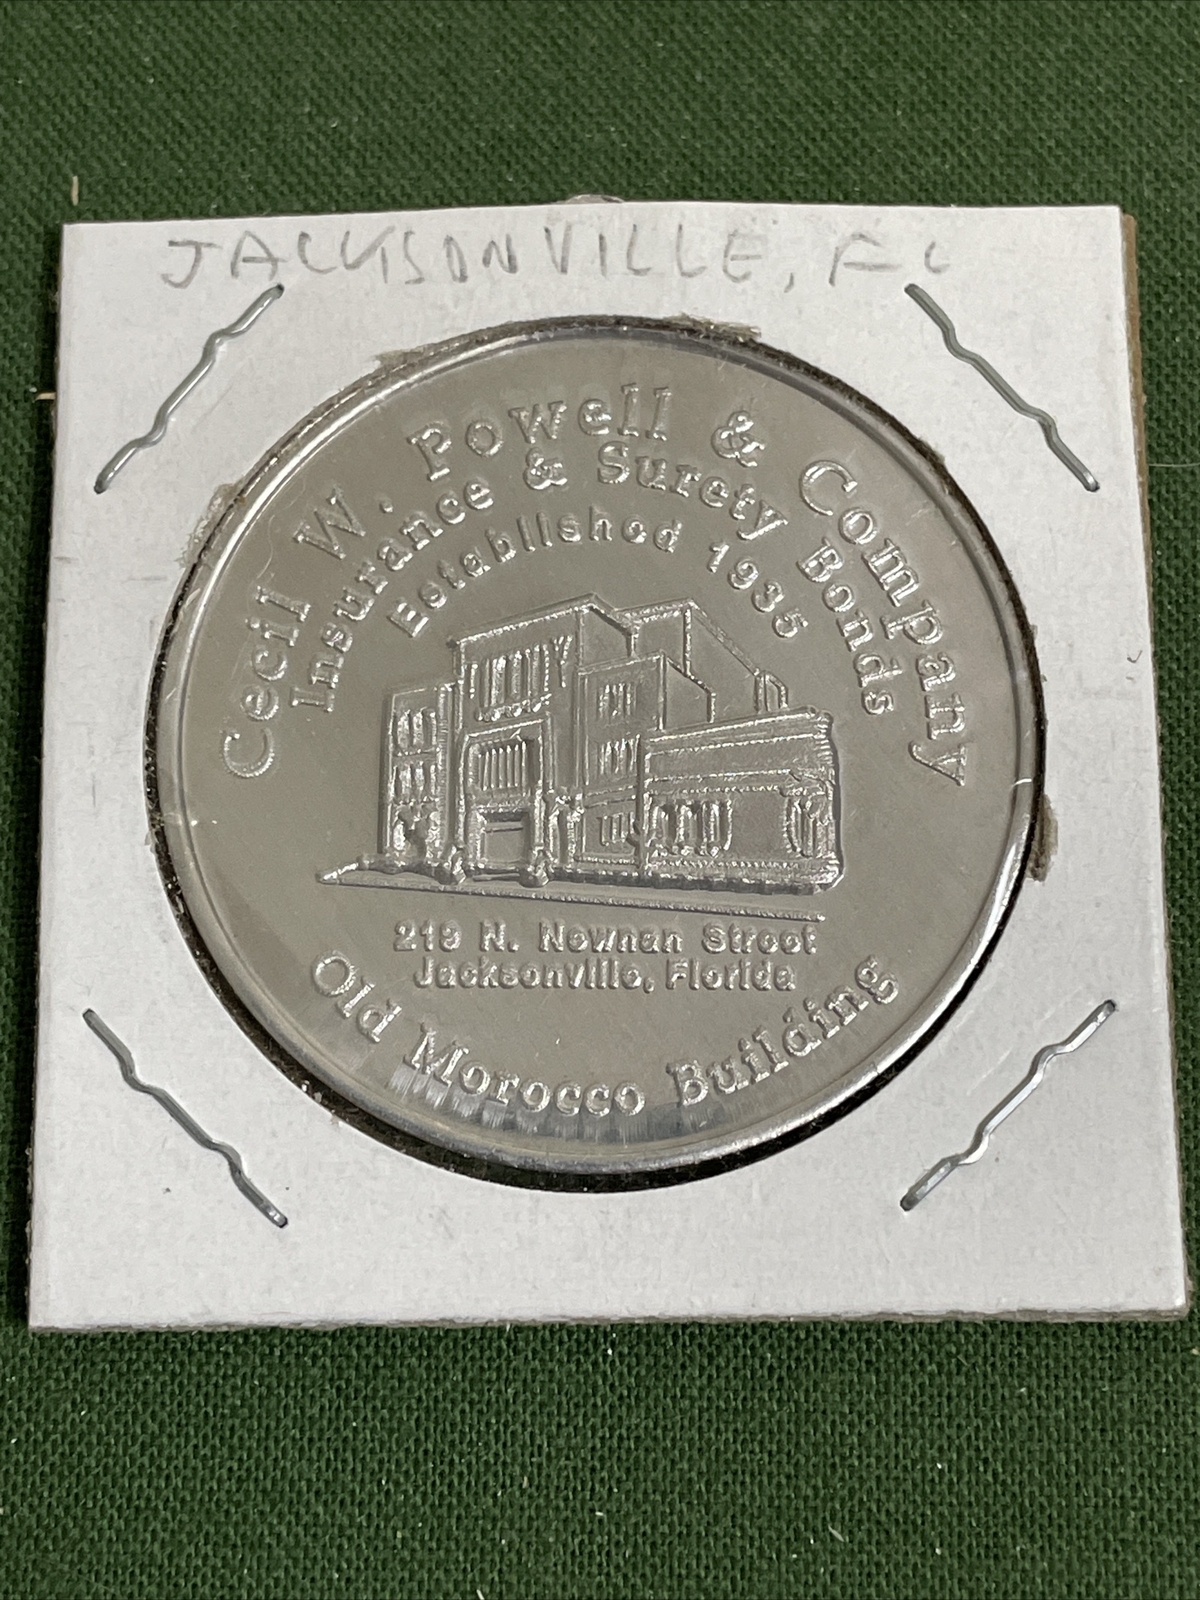 JACKSONVILLE, FL
Cecil W. Powell & Company
Insurance & Surety Bonds
Established 1935
219 N. Newnan Street
Jacksonville, Florida
Old Morocco Building